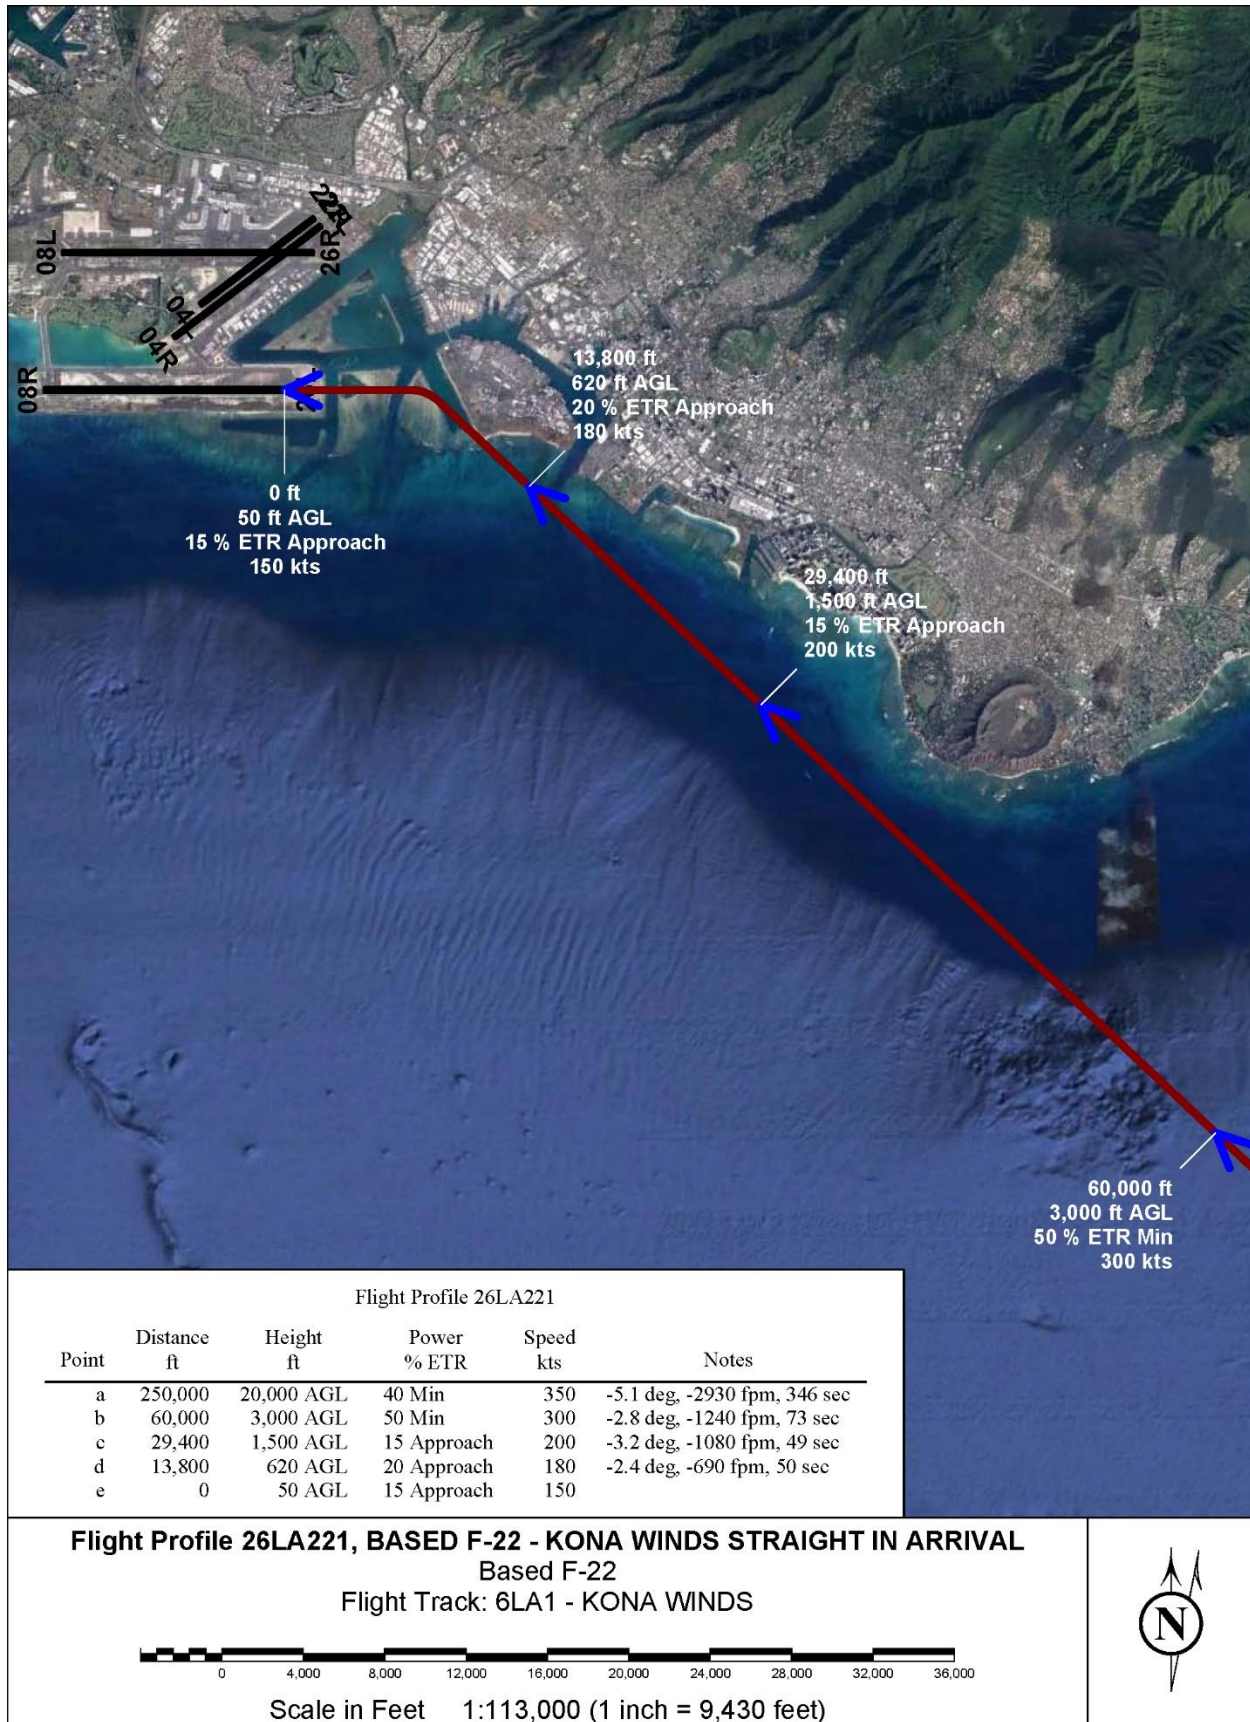 22L
08L
26R
04L
04R
08R
13,800 ft
620 ft AGL
20 % ETR Approach
180 kts
0 ft
50 ft AGL
15 % ETR Approach
150 kts
29,400 ft
1,500 ft AGL
15 % ETR Approach
200 kts
60,000 ft
3,000 ft AGL
50 % ETR Min
300 kts
Flight Profile 26LA221
Point Distance ft Height ft Power % ETR Speed kts Notes
a 250,000 20,000 AGL 40 Min 350 -5.1 deg, -2930 fpm, 346 sec
b 60,000 3,000 AGL 50 Min 300 -2.8 deg, -1240 fpm, 73 sec
c 29,400 1,500 AGL 15 Approach 200 -3.2 deg, -1080 fpm, 49 sec
d 13,800 620 AGL 20 Approach 180 -2.4 deg, -690 fpm, 50 sec
e 0 50 AGL 15 Approach 150
Flight Profile 26LA221, BASED F-22 - KONA WINDS STRAIGHT IN ARRIVAL
Based F-22
Flight Track: 6LA1 - KONA WINDS
0 4,000 8,000 12,000 16,000 20,000 24,000 28,000 32,000 36,000
Scale in Feet 1:113,000 (1 inch = 9,430 feet)
N